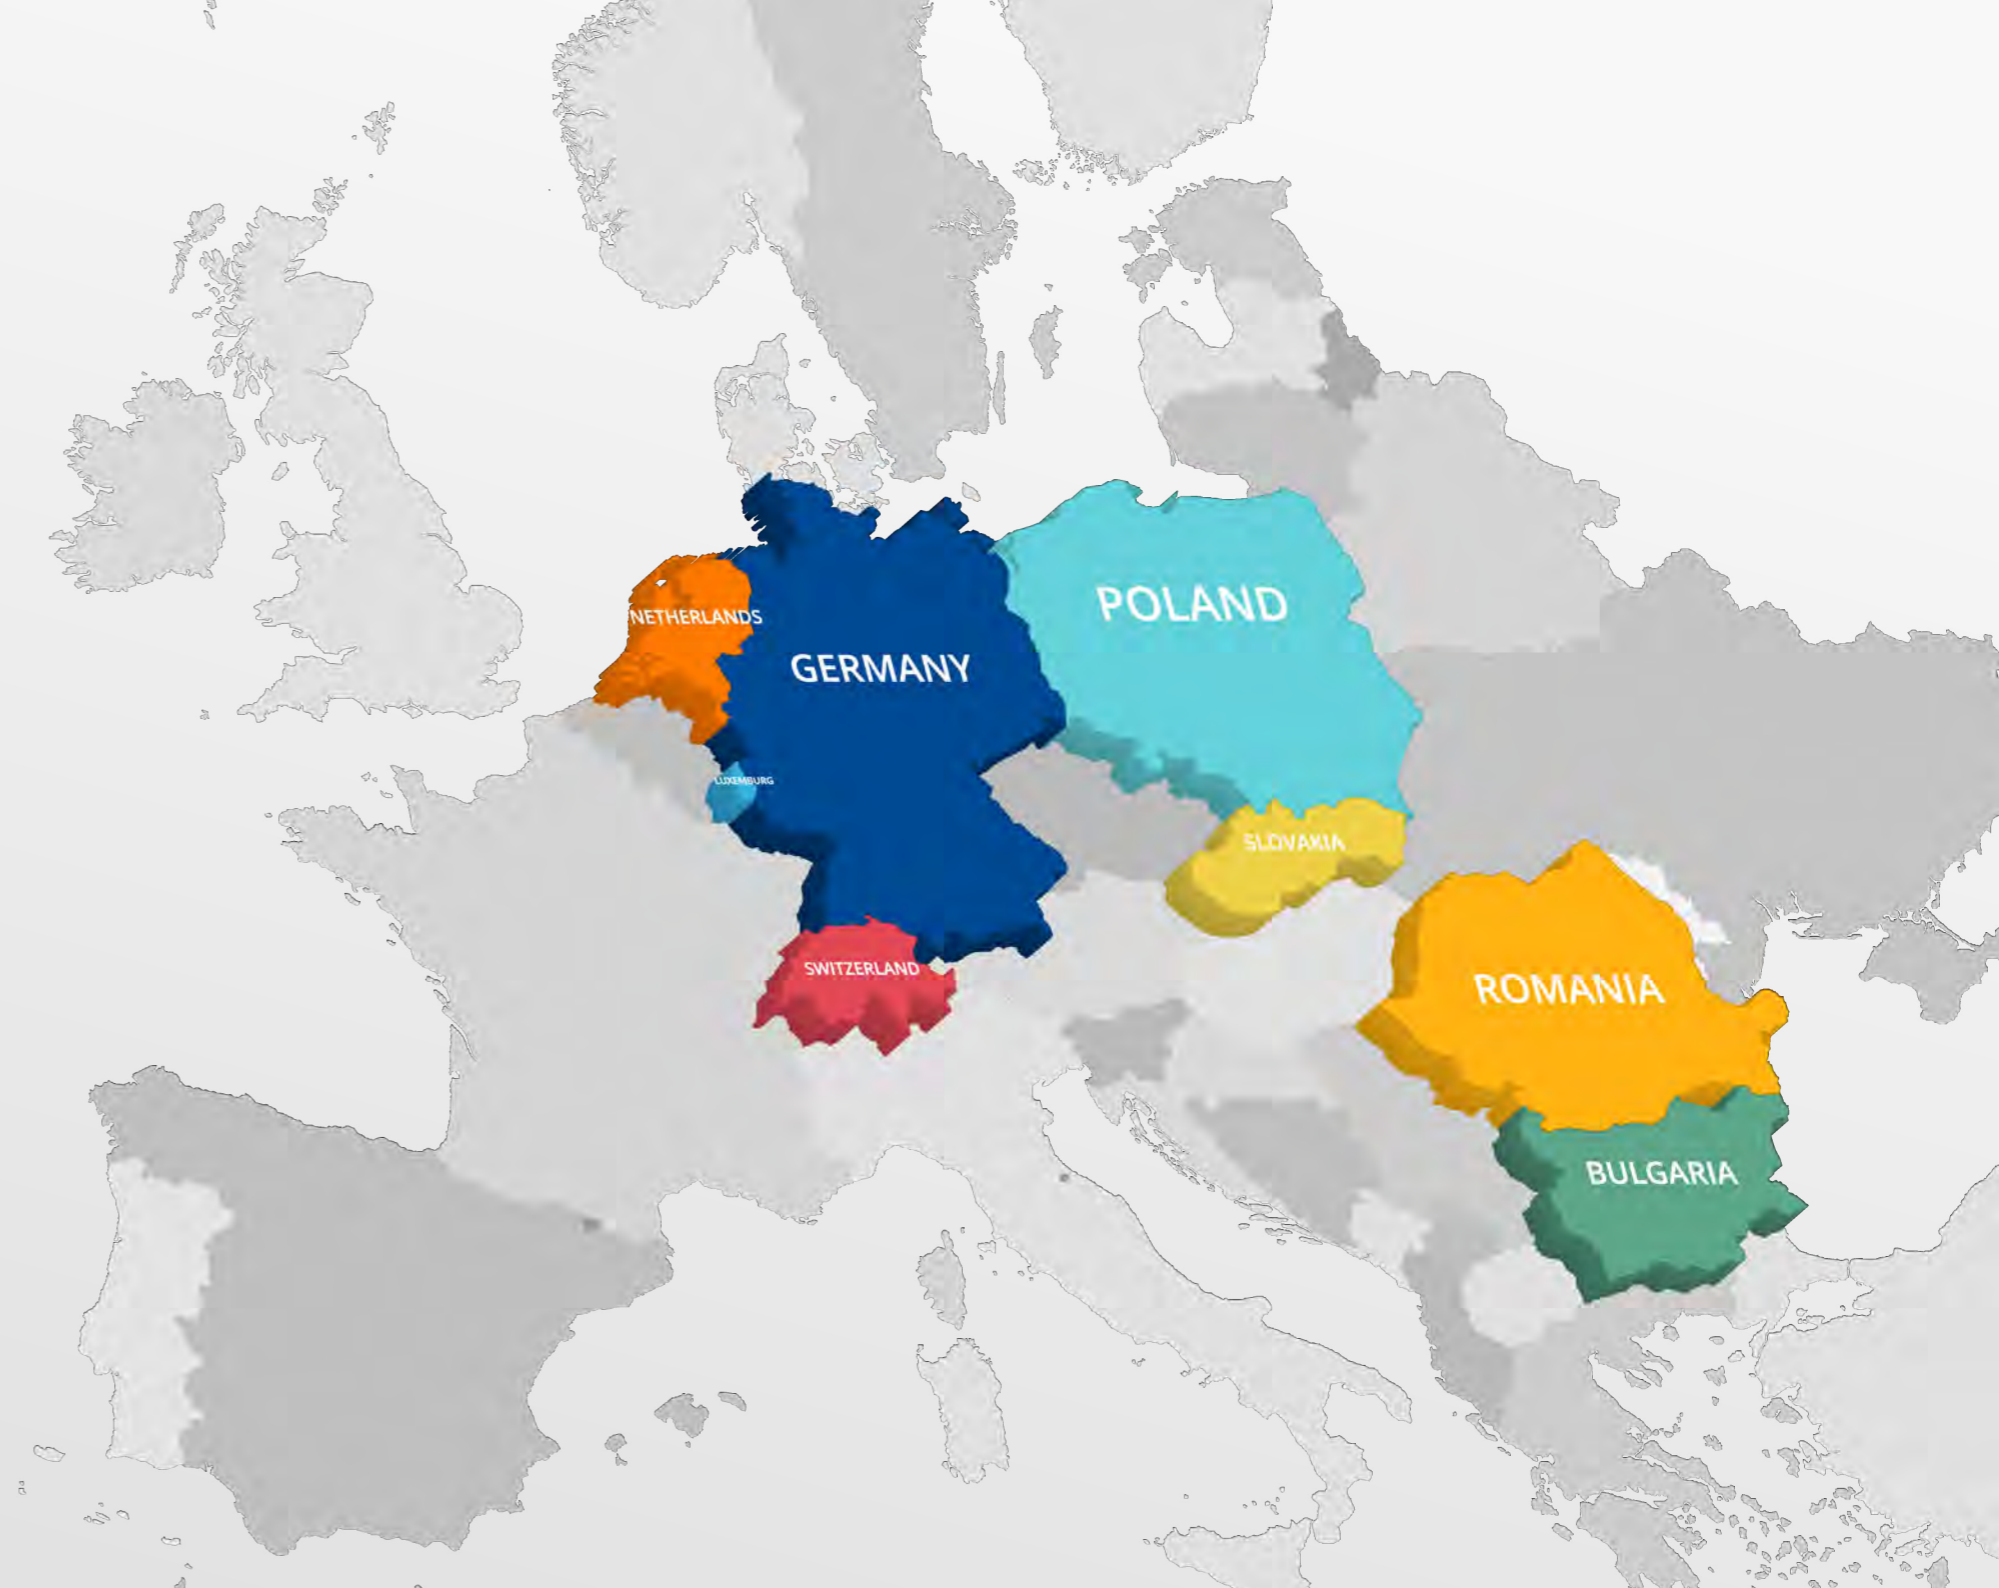 POLAND
NETHERLANDS
GERMANY
LUXEMBURG
SLOVAKIA
SWITZERLAND
ROMANIA
BULGARIA